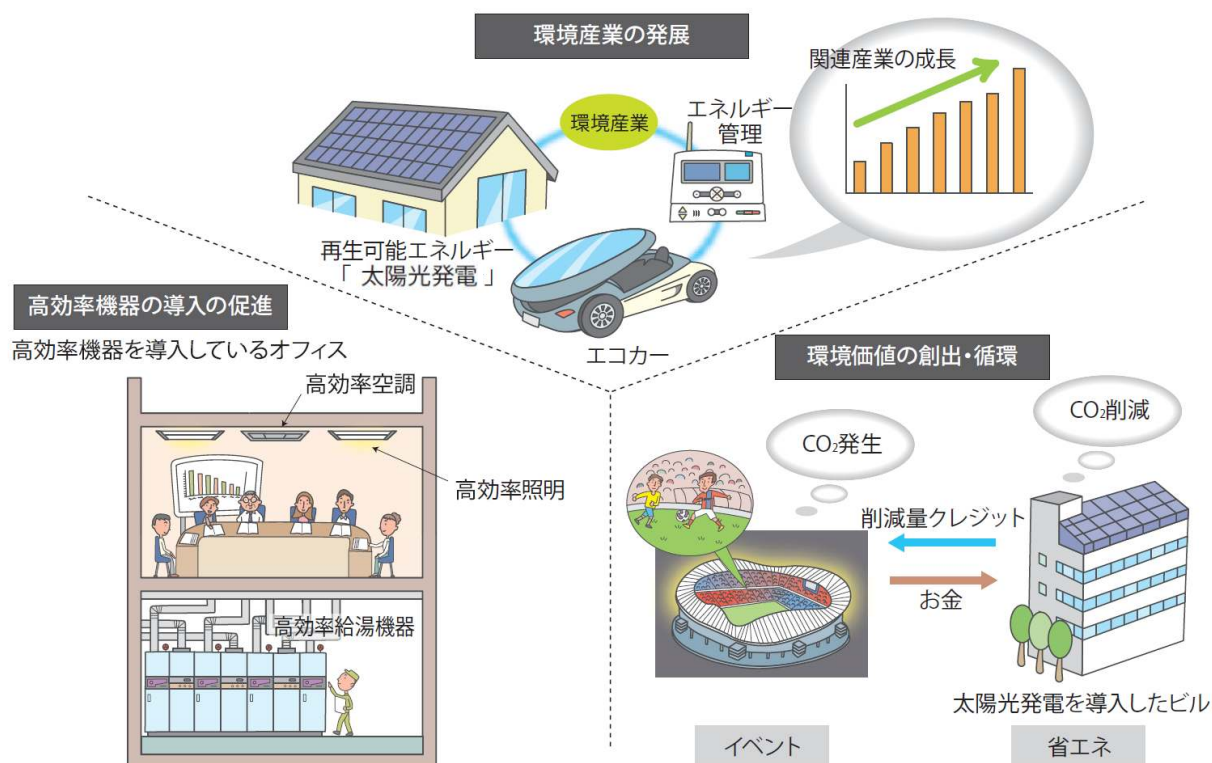 環境産業の発展
関連産業の成長
環境産業
エネルギー
管理
再生可能エネルギー
「 太陽光発電 」
エコカー
高効率機器の導入の促進
高効率機器を導入しているオフィス
高効率空調
高効率照明
高効率給湯機器
環境価値の創出・循環
CO₂削減
CO₂発生
削減量クレジット
お金
太陽光発電を導入したビル
イベント
省エネ